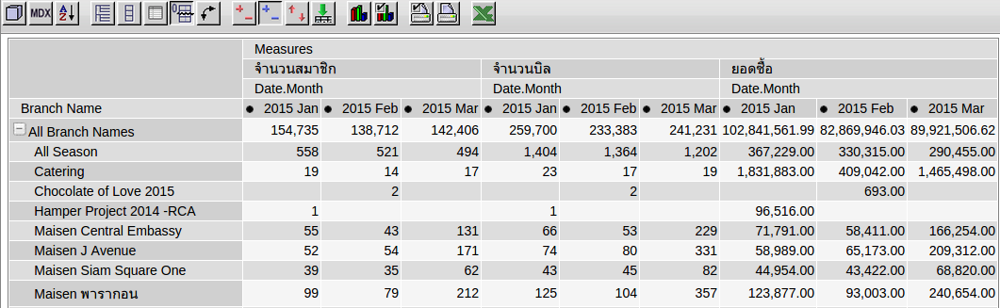 MDX A Z 0
Measures
จำนวนสมาชิก จำนวนบิล ยอดซื้อ
Date.Month Date.Month Date.Month
Branch Name 2015 Jan 2015 Feb 2015 Mar 2015 Jan 2015 Feb 2015 Mar 2015 Jan 2015 Feb 2015 Mar
All Branch Names 154,735 138,712 142,406 259,700 233,383 241,231 102,841,561.99 82,869,946.03 89,921,506.62
All Season 558 521 494 1,404 1,364 1,202 367,229.00 330,315.00 290,455.00
Catering 19 14 17 23 17 19 1,831,883.00 409,042.00 1,465,498.00
Chocolate of Love 2015 2 2 693.00
Hamper Project 2014 -RCA 1 1 96,516.00
Maisen Central Embassy 55 43 131 66 53 229 71,791.00 58,411.00 166,254.00
Maisen J Avenue 52 54 171 74 80 331 58,989.00 65,173.00 209,312.00
Maisen Siam Square One 39 35 62 43 45 82 44,954.00 43,422.00 68,820.00
Maisen พารากอน 99 79 212 125 104 357 123,877.00 93,003.00 240,654.00